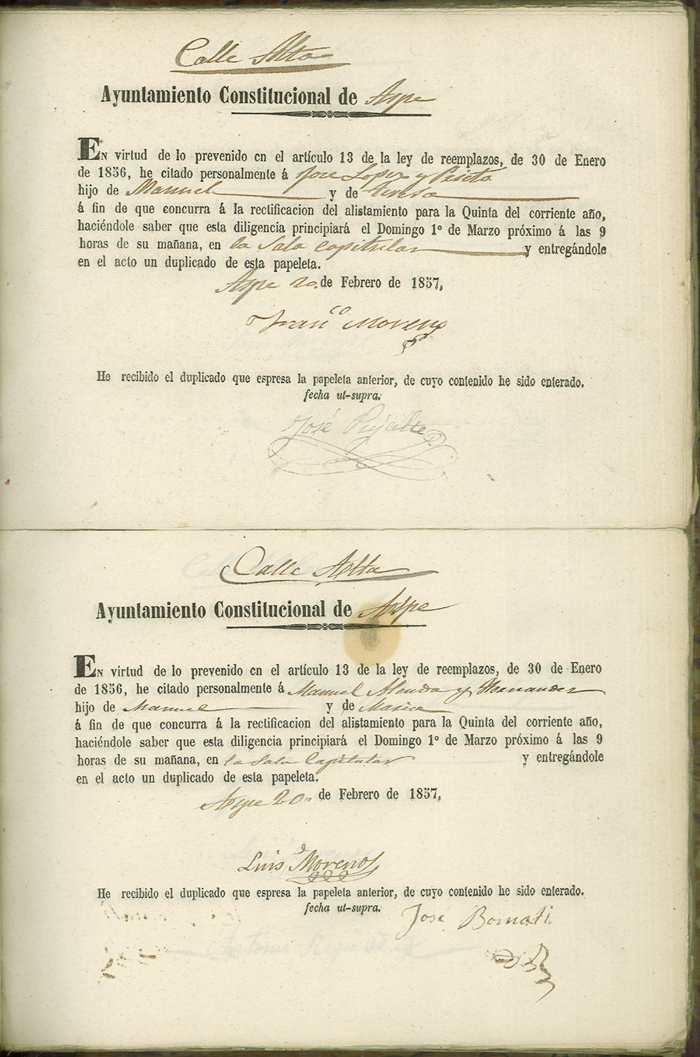 Calle Alta
Ayuntamiento Constitucional de Aspe
EN virtud de lo prevenido en el artículo 13 de la ley de reemplazos, de 30 de Enero
de 1856, he citado personalmente á Jose Lopez y
hijo de Manuel y de Teresa
á fin de que concurra á la rectificacion del alistamiento para la Quinta del corriente año,
haciéndole saber que esta diligencia principiará el Domingo 1º de Marzo próximo á las 9
horas de su mañana, en la Sala Capitular y entregándole
en el acto un duplicado de esta papeleta.
Aspe 20 de Febrero de 1857,
Franco Moreno
He recibido el duplicado que espresa la papeleta anterior, de cuyo contenido he sido enterado.
fecha ut-supra.
José Pujalte
Calle Alta
Ayuntamiento Constitucional de Aspe
EN virtud de lo prevenido en el artículo 13 de la ley de reemplazos, de 30 de Enero
de 1856, he citado personalmente á Manuel y Hernandez
hijo de Manuel y de Maria
á fin de que concurra á la rectificacion del alistamiento para la Quinta del corriente año,
haciéndole saber que esta diligencia principiará el Domingo 1º de Marzo próximo á las 9
horas de su mañana, en la Sala Capitular y entregándole
en el acto un duplicado de esta papeleta.
Aspe 20 de Febrero de 1857,
Luis Moreno
He recibido el duplicado que espresa la papeleta anterior, de cuyo contenido he sido enterado.
fecha ut-supra.
José Bornati